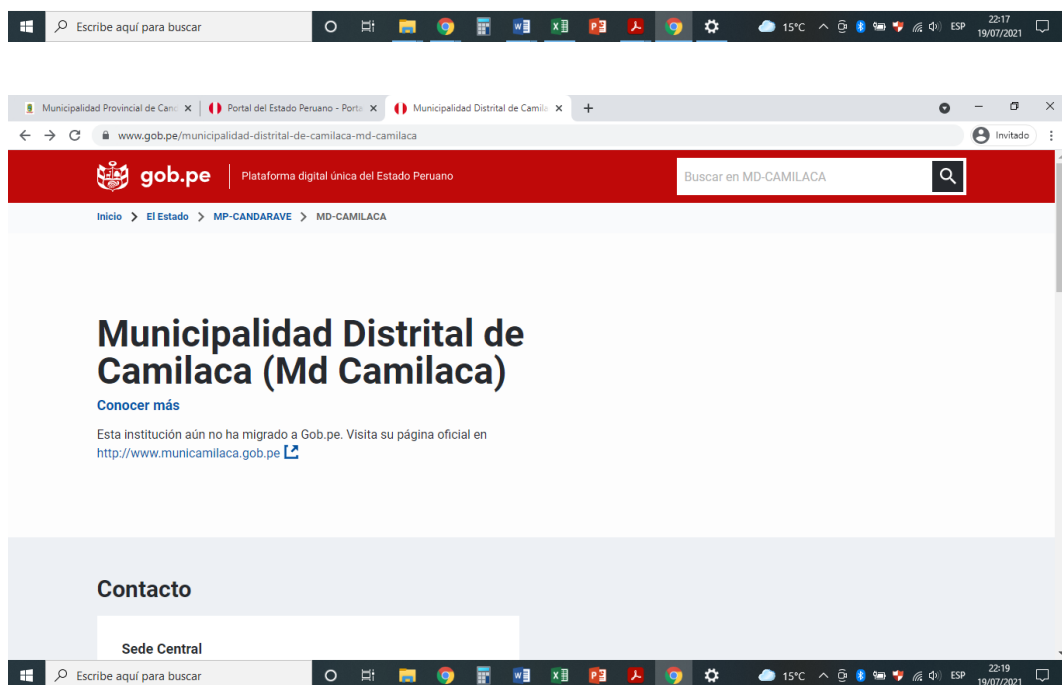 Escribe aquí para buscar
15°C
ESP
22:17
19/07/2021
Municipalidad Provincial de Canc
Portal del Estado Peruano - Porta
Municipalidad Distrital de Camila
www.gob.pe/municipalidad-distrital-de-camilaca-md-camilaca
Invitado
gob.pe
Plataforma digital única del Estado Peruano
Buscar en MD-CAMILACA
Inicio > El Estado > MP-CANDARAVE > MD-CAMILACA
Municipalidad Distrital de
Camilaca (Md Camilaca)
Conocer más
Esta institución aún no ha migrado a Gob.pe. Visita su página oficial en
http://www.municamilaca.gob.pe
Contacto
Sede Central
Escribe aquí para buscar
15°C
ESP
22:19
19/07/2021